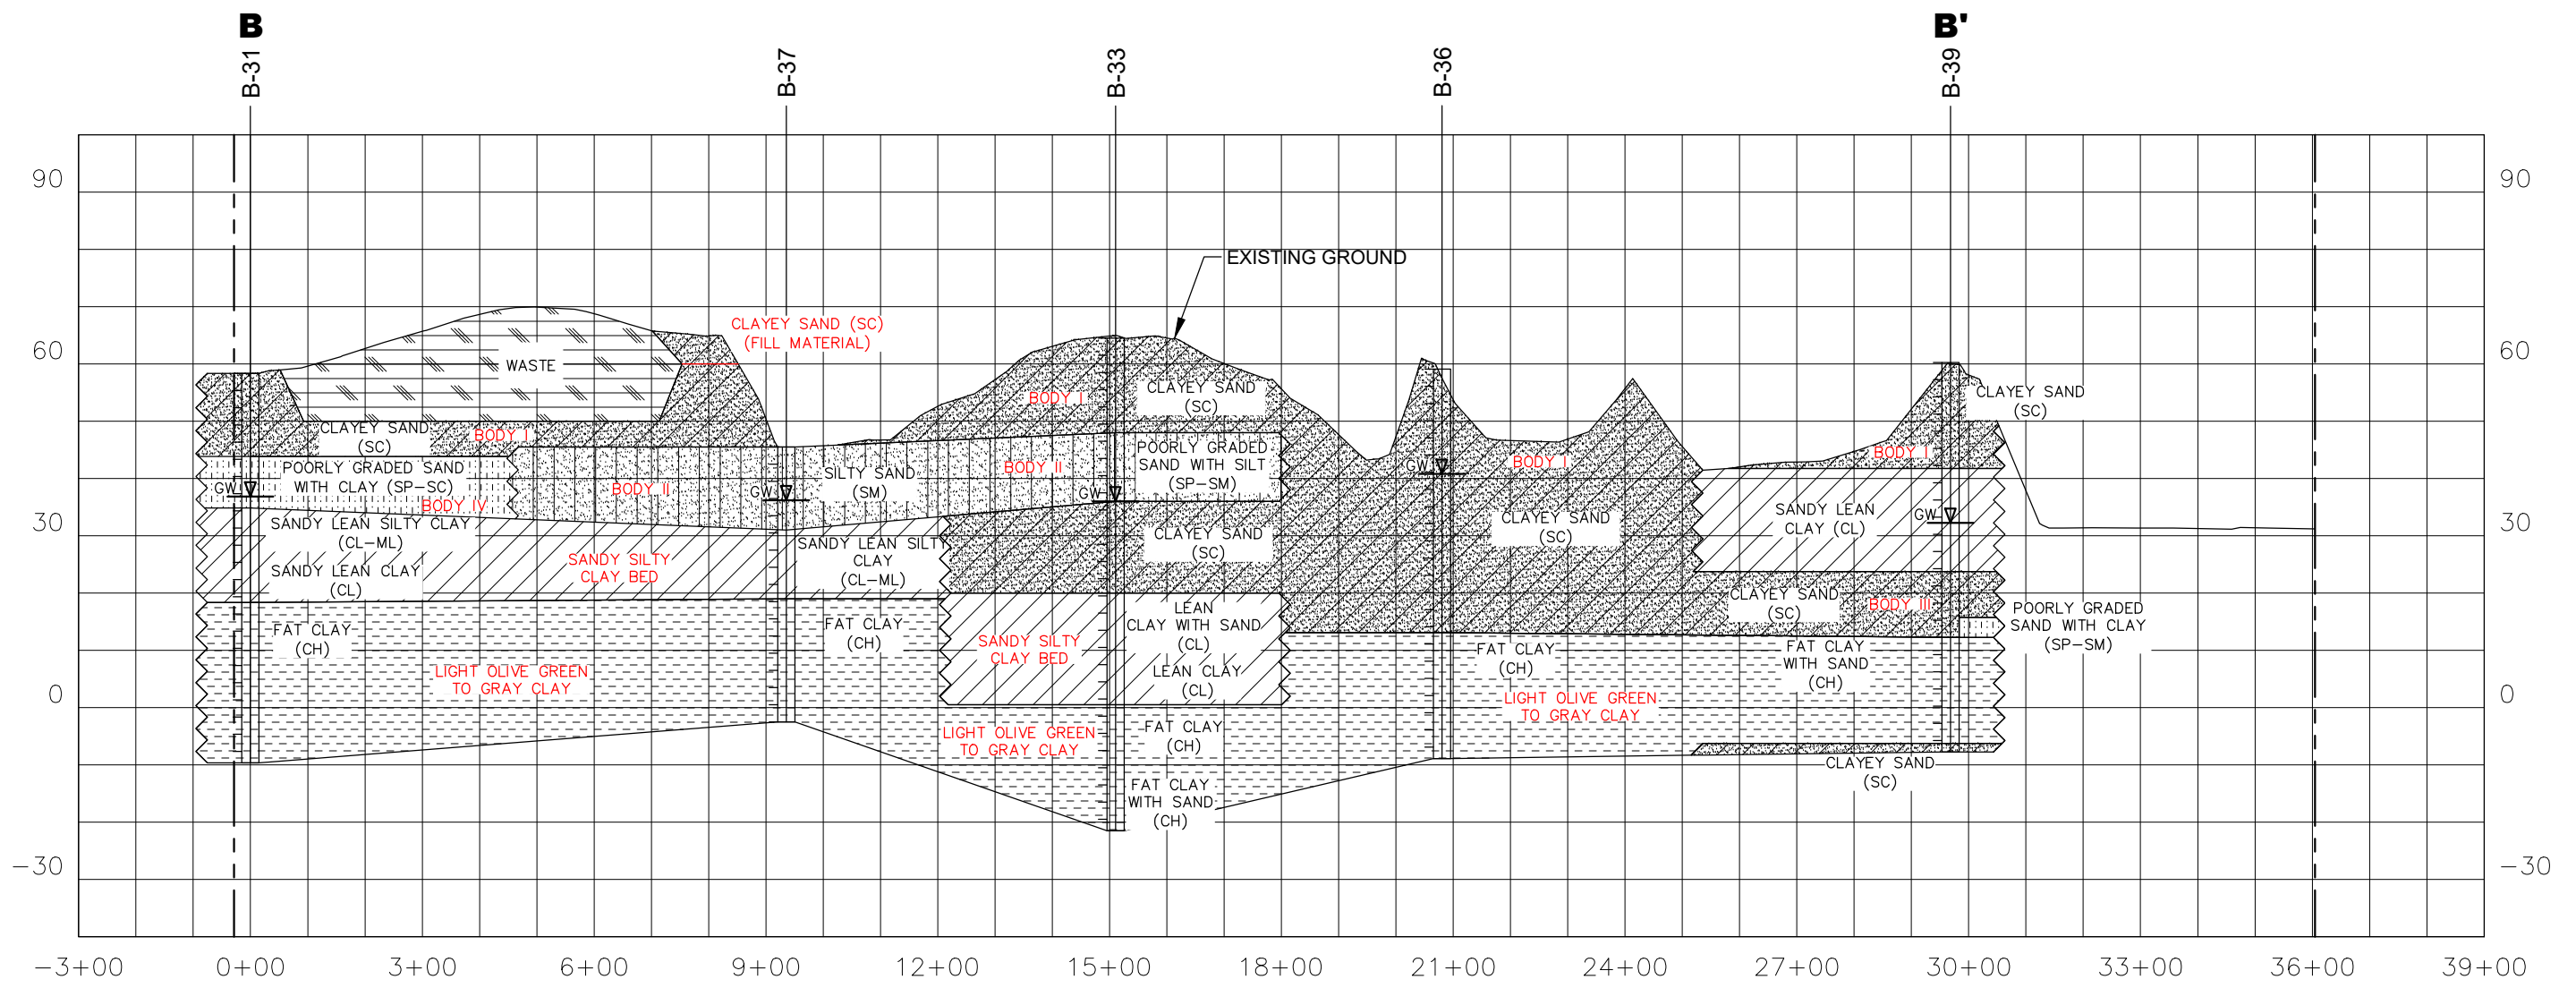 B
B'
B-31
B-37
B-33
B-36
B-39
90
90
EXISTING GROUND
CLAYEY SAND (SC)
(FILL MATERIAL)
60
60
WASTE
CLAYEY SAND
(SC)
BODY I
BODY I
CLAYEY SAND
(SC)
CLAYEY SAND
(SC)
BODY I
BODY I
POORLY GRADED SAND
WITH CLAY (SP-SC)
BODY IV
GW
BODY II
GW
SILTY SAND
(SM)
BODY II
GW
POORLY GRADED
SAND WITH SILT
(SP-SM)
GW
GW
30
30
SANDY LEAN SILTY CLAY
(CL-ML)
SANDY LEAN CLAY
(CL)
SANDY SILTY
CLAY BED
SANDY LEAN SILTY
CLAY
(CL-ML)
CLAYEY SAND
(SC)
CLAYEY SAND
(SC)
SANDY LEAN
CLAY (CL)
CLAYEY SAND
(SC)
BODY III
POORLY GRADED
SAND WITH CLAY
(SP-SM)
FAT CLAY
(CH)
LIGHT OLIVE GREEN
TO GRAY CLAY
FAT CLAY
(CH)
SANDY SILTY
CLAY BED
LEAN
CLAY WITH SAND
(CL)
LEAN CLAY
(CL)
FAT CLAY
(CH)
FAT CLAY
WITH SAND
(CH)
LIGHT OLIVE GREEN
TO GRAY CLAY
0
0
LIGHT OLIVE GREEN
TO GRAY CLAY
FAT CLAY
(CH)
FAT CLAY
WITH SAND
(CH)
CLAYEY SAND
(SC)
-30
-30
-3+00
0+00
3+00
6+00
9+00
12+00
15+00
18+00
21+00
24+00
27+00
30+00
33+00
36+00
39+00